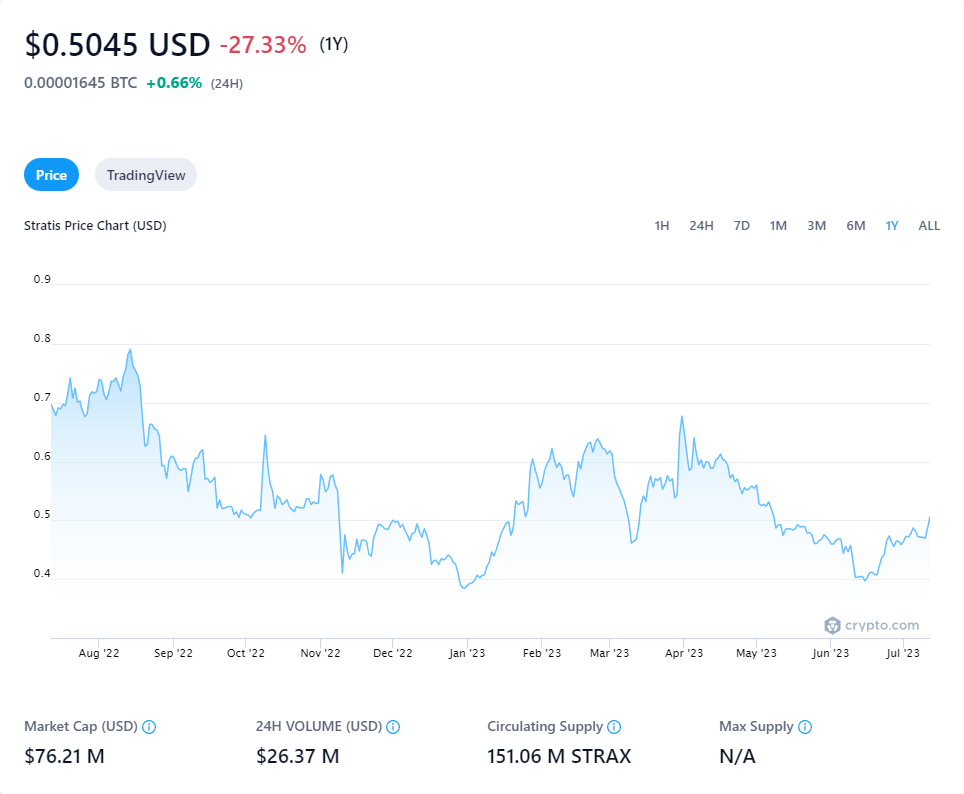 $0.5045 USD -27.33% (1Y)
0.00001645 BTC +0.66% (24H)
Price TradingView
Stratis Price Chart (USD) 1H 24H 7D 1M 3M 6M 1Y ALL
0.9
0.8
0.7
0.6
0.5
0.4
crypto.com
Aug '22 Sep '22 Oct '22 Nov '22 Dec '22 Jan '23 Feb '23 Mar '23 Apr '23 May '23 Jun '23 Jul '23
Market Cap (USD) 24H VOLUME (USD) Circulating Supply Max Supply
$76.21 M $26.37 M 151.06 M STRAX N/A